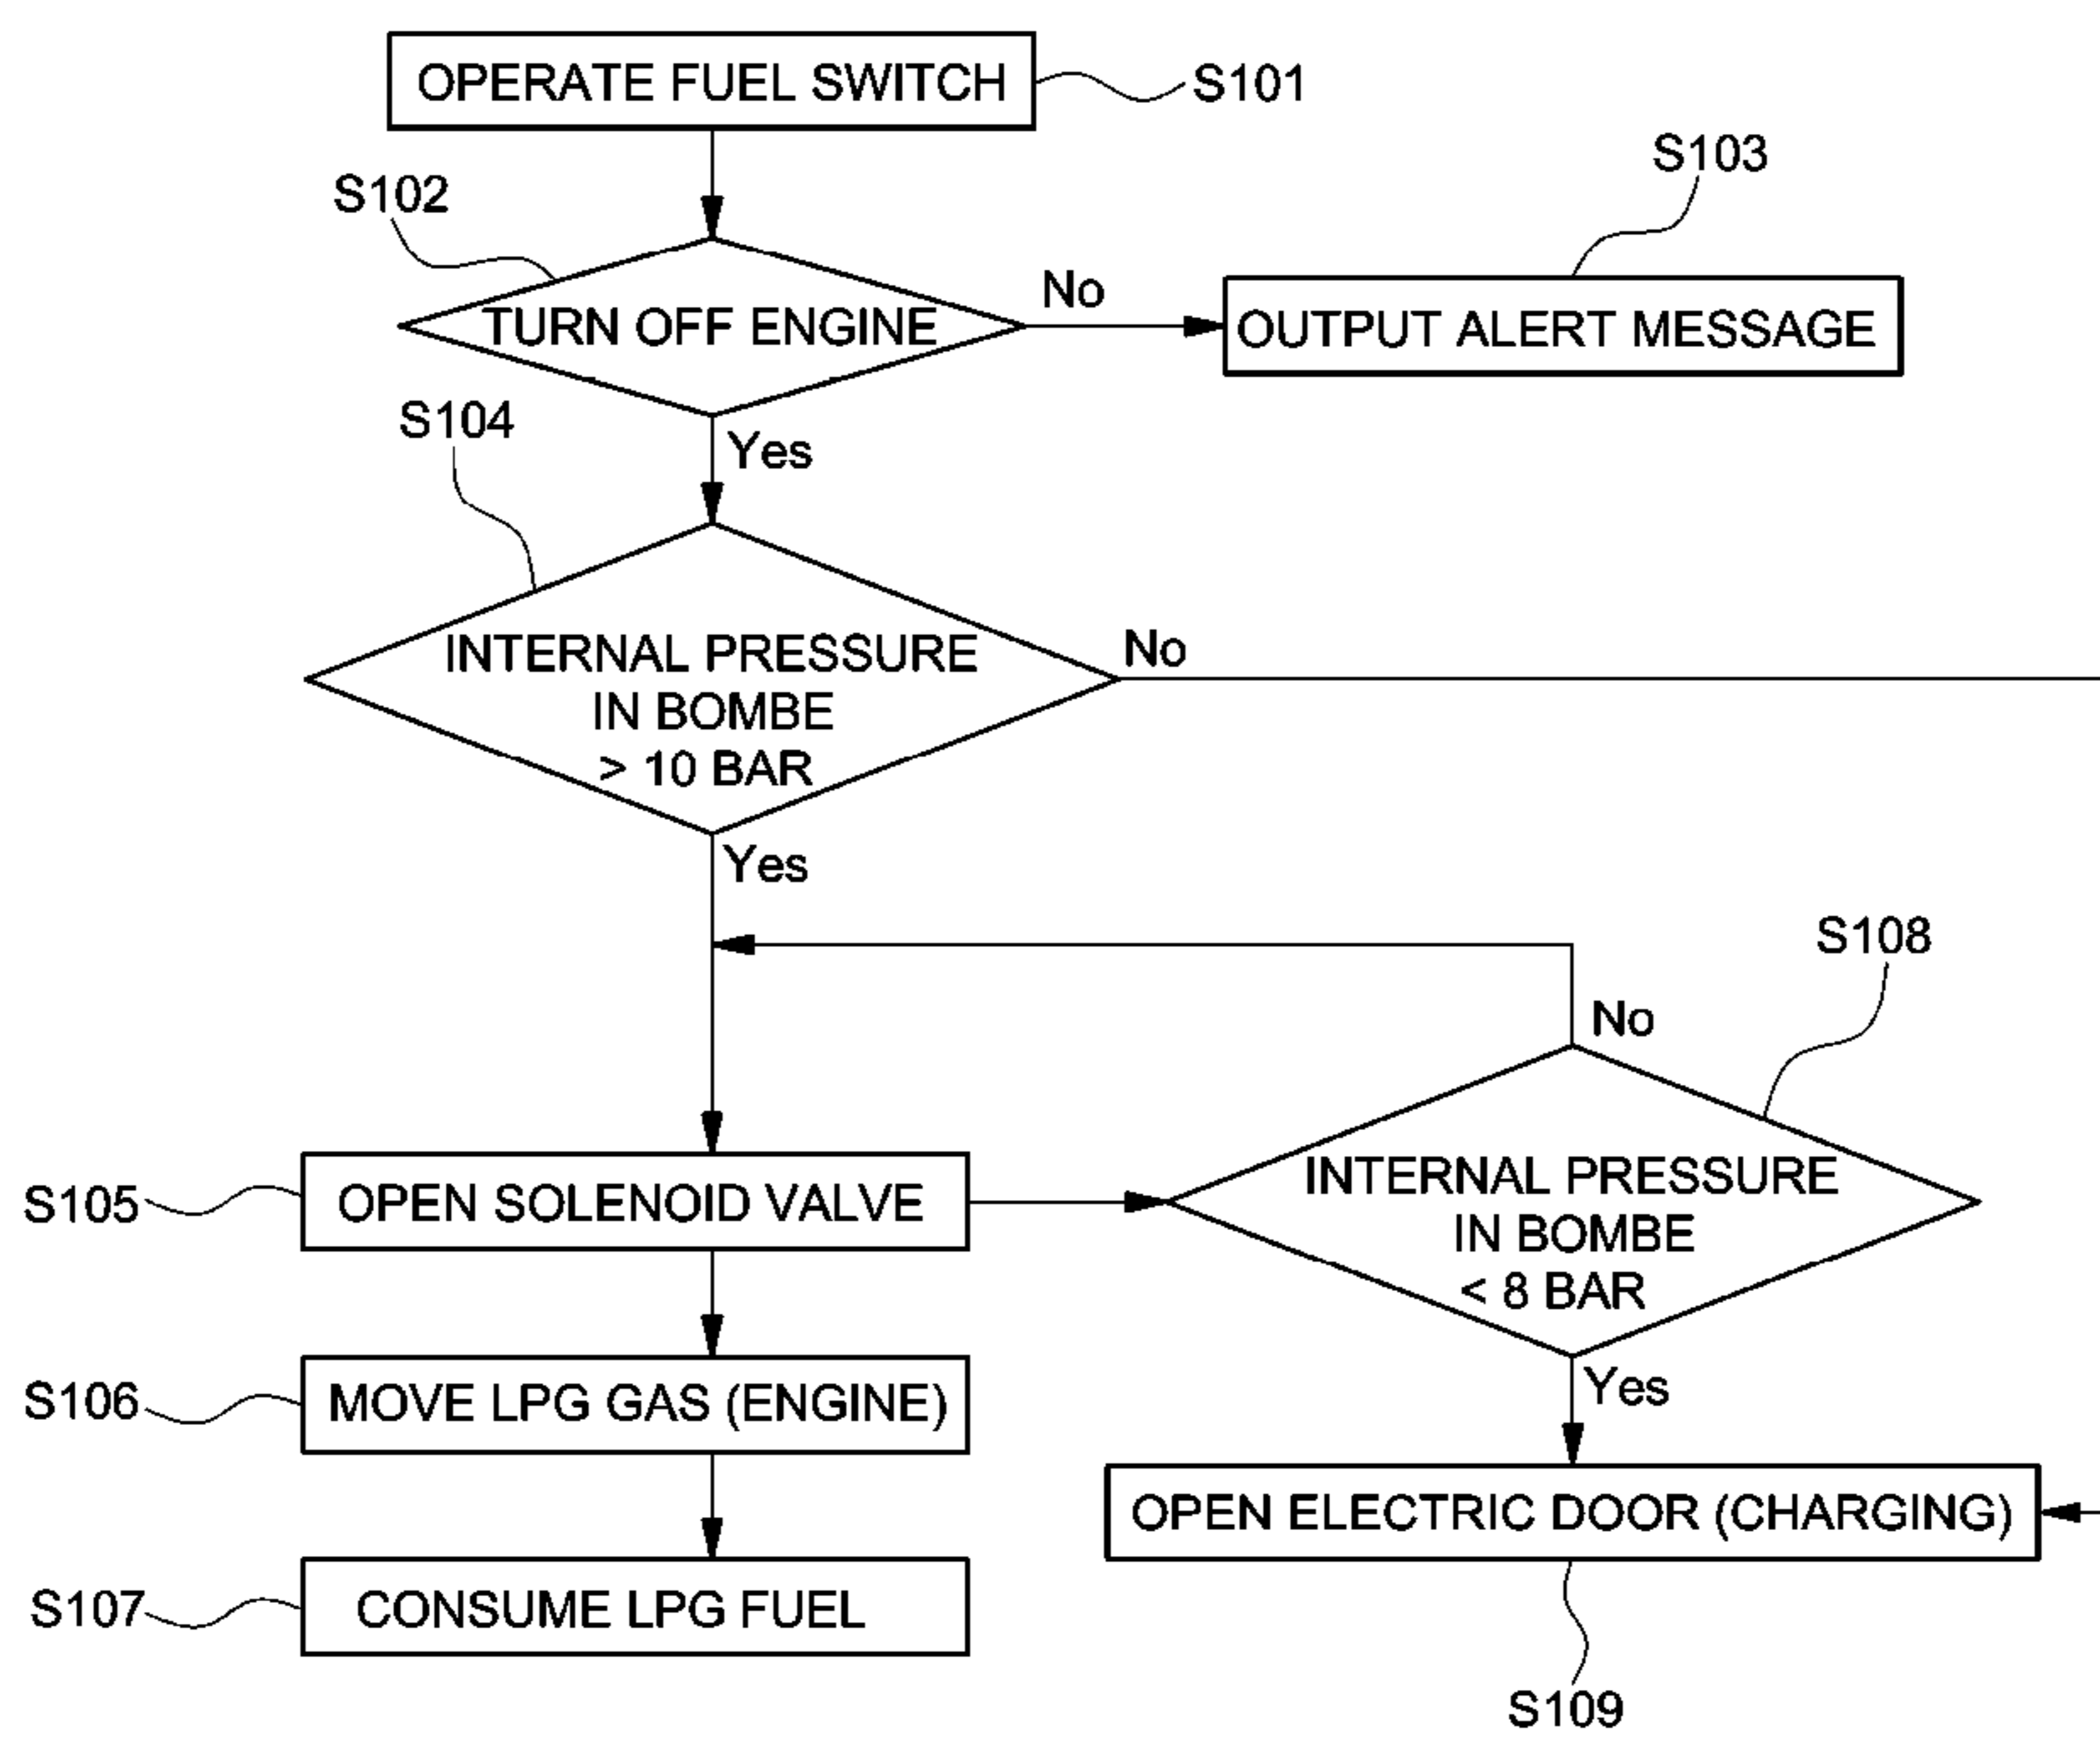 OPERATE FUEL SWITCH
S101
S102
S103
TURN OFF ENGINE
No
OUTPUT ALERT MESSAGE
S104
Yes
INTERNAL PRESSURE
IN BOMBE
> 10 BAR
No
Yes
S108
No
INTERNAL PRESSURE
IN BOMBE
< 8 BAR
S105
OPEN SOLENOID VALVE
Yes
S106
MOVE LPG GAS (ENGINE)
OPEN ELECTRIC DOOR (CHARGING)
S107
CONSUME LPG FUEL
S109